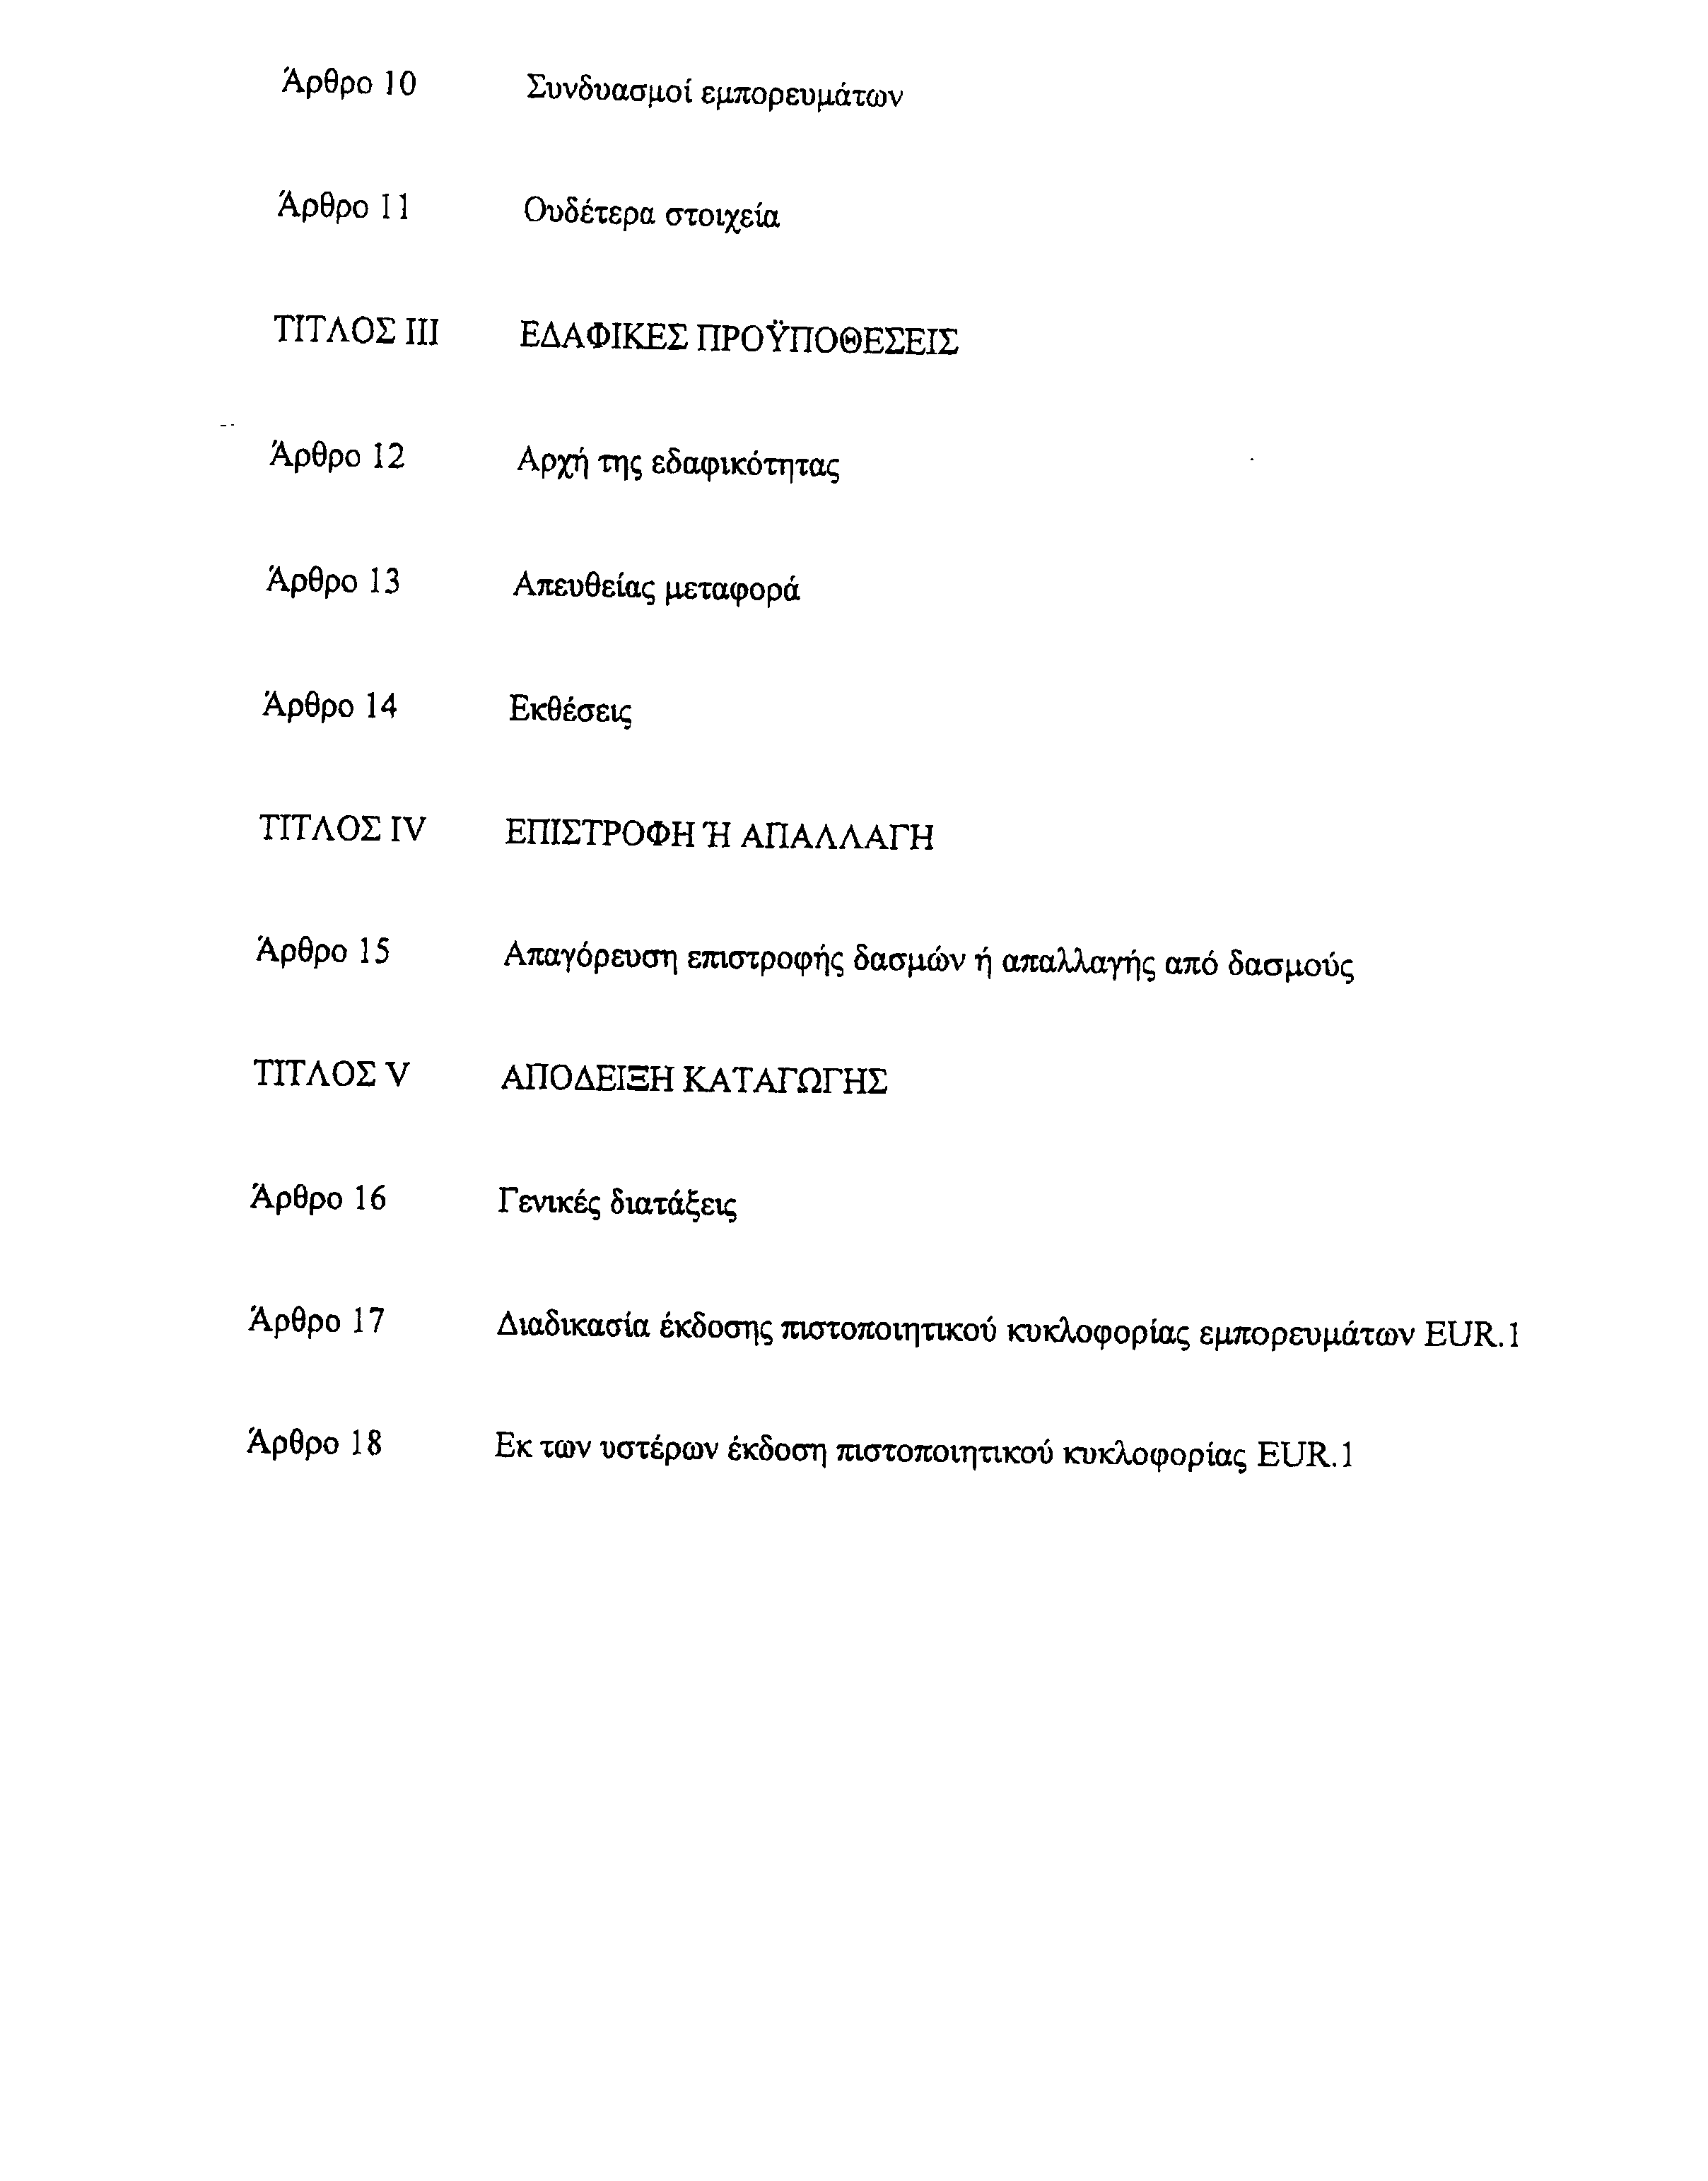 Άρθρο 10 Συνδυασμοί εμπορευμάτων
Άρθρο 11 Ουδέτερα στοιχεία
ΤΙΤΛΟΣ ΙΙΙ ΕΔΑΦΙΚΕΣ ΠΡΟΫΠΟΘΕΣΕΙΣ
Άρθρο 12 Αρχή της εδαφικότητας
Άρθρο 13 Απευθείας μεταφορά
Άρθρο 14 Εκθέσεις
ΤΙΤΛΟΣ IV ΕΠΙΣΤΡΟΦΗ Ή ΑΠΑΛΛΑΓΗ
Άρθρο 15 Απαγόρευση επιστροφής δασμών ή απαλλαγής από δασμούς
ΤΙΤΛΟΣ V ΑΠΟΔΕΙΞΗ ΚΑΤΑΓΩΓΗΣ
Άρθρο 16 Γενικές διατάξεις
Άρθρο 17 Διαδικασία έκδοσης πιστοποιητικού κυκλοφορίας εμπορευμάτων EUR.1
Άρθρο 18 Εκ των υστέρων έκδοση πιστοποιητικού κυκλοφορίας EUR.1